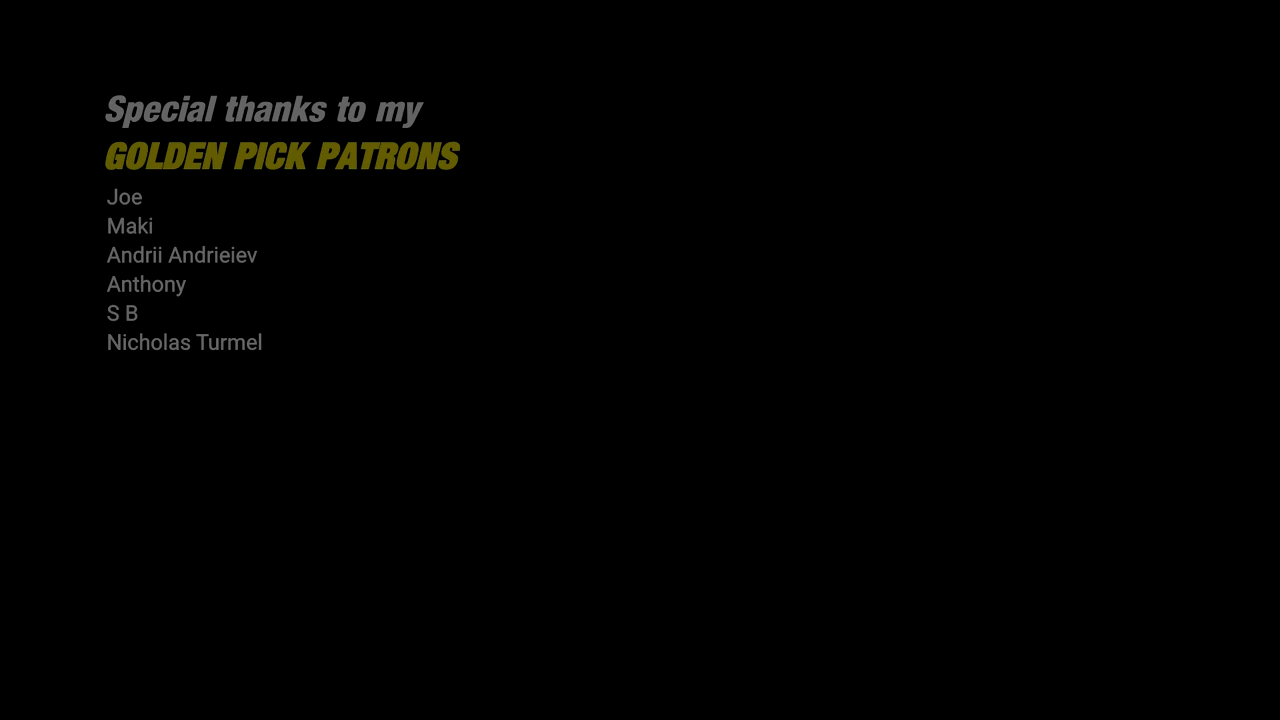 Special thanks to my
GOLDEN PICK PATRONS
Joe
Maki
Andrii Andrieiev
Anthony
S B
Nicholas Turmel